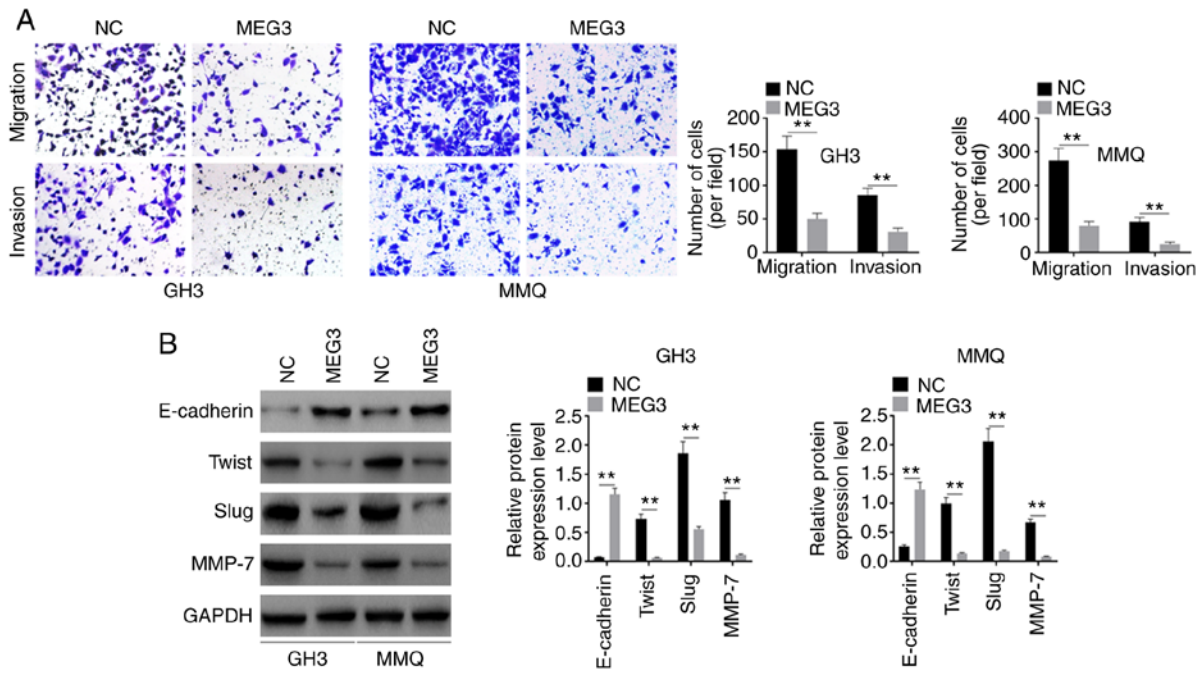 A
NC MEG3 NC MEG3
Migration
Invasion
GH3 MMQ
NC
MEG3
Number of cells
(per field)
200
150
100
50
0
** **
GH3
Migration Invasion
NC
MEG3
Number of cells
(per field)
400
300
200
100
0
** **
MMQ
Migration Invasion
B
NC MEG3 NC MEG3
E-cadherin
Twist
Slug
MMP-7
GAPDH
GH3 MMQ
GH3
NC
MEG3
Relative protein
expression level
2.5
2.0
1.5
1.0
0.5
0.0
** ** ** **
E-cadherin
Twist
Slug
MMP-7
MMQ
NC
MEG3
Relative protein
expression level
2.5
2.0
1.5
1.0
0.5
0.0
** ** ** **
E-cadherin
Twist
Slug
MMP-7